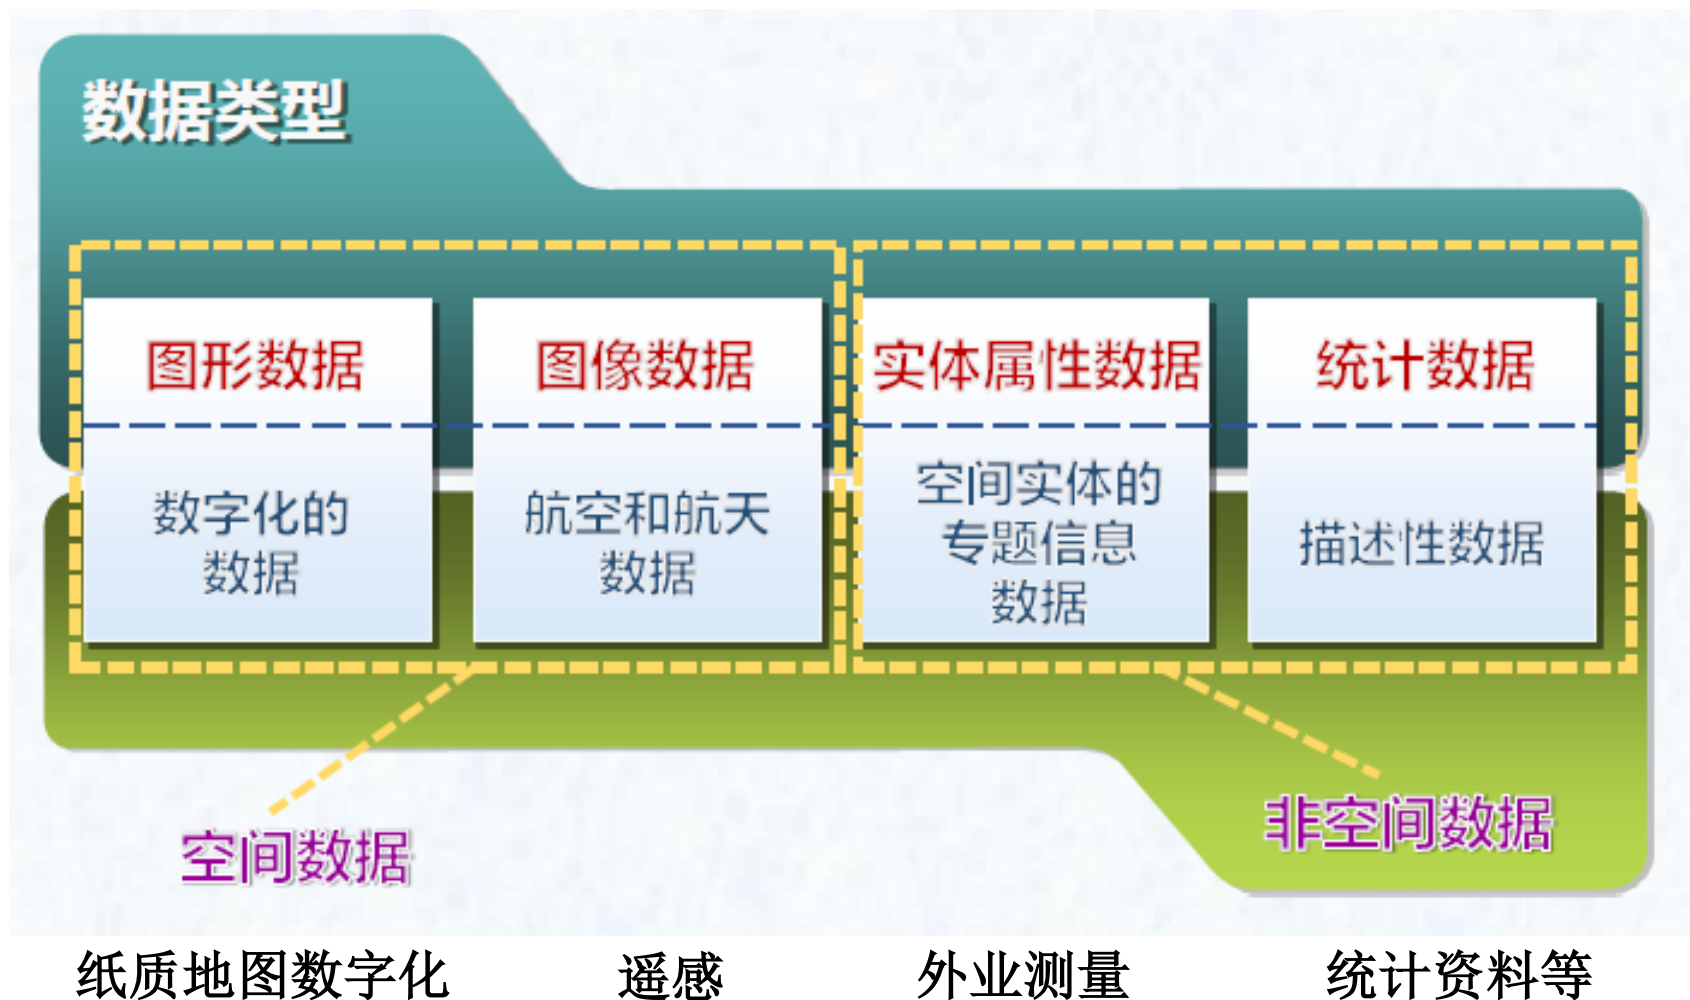 数据类型
图形数据
数字化的
数据
图像数据
航空和航天
数据
实体属性数据
空间实体的
专题信息
数据
统计数据
描述性数据
空间数据
非空间数据
纸质地图数字化
遥感
外业测量
统计资料等